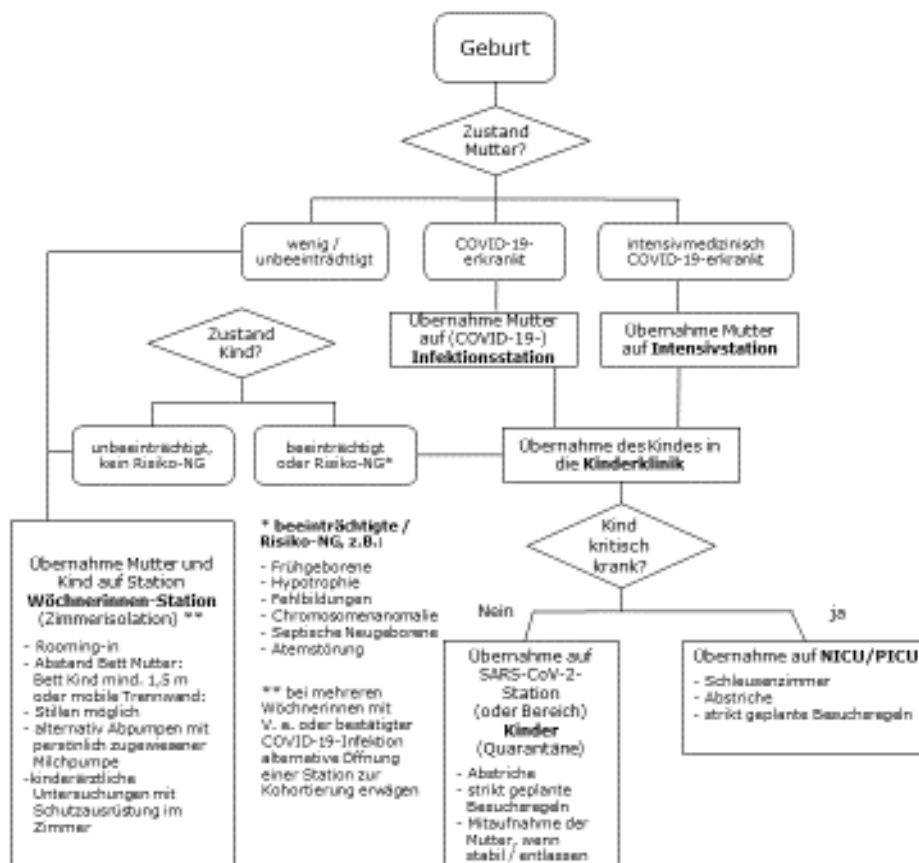 Geburt
Zustand
Mutter?
wenig /
unbeeinträchtigt
COVID-19-
erkrankt
intensivmedizinisch
COVID-19-erkrankt
Übernahme Mutter
auf (COVID-19-)
Infektionsstation
Übernahme Mutter
auf Intensivstation
Zustand
Kind?
unbeeinträchtigt,
kein Risiko-NG
beeinträchtigt
oder Risiko-NG*
Übernahme des Kindes in
die Kinderklinik
Kind
kritisch
krank?
Nein
ja
Übernahme Mutter und
Kind auf Station
Wöchnerinnen-Station
(Zimmerisolation) **
- Rooming-in
- Abstand Bett Mutter:
Bett Kind mind. 1,5 m
oder mobile Trennwand:
- Stillen möglich
- alternativ Abpumpen mit
persönlich zugewiesener
Milchpumpe
-kinderärztliche
Untersuchungen mit
Schutzausrüstung im
Zimmer
* beeinträchtigte /
Risiko-NG, z.B.:
- Frühgeborene
- Hypotrophie
- Fehlbildungen
- Chromosomenanomalie
- Septische Neugeborene
- Atemstörung
** bei mehreren
Wöchnerinnen mit
V. a. oder bestätigter
COVID-19-Infektion
alternative Öffnung
einer Station zur
Kohortierung erwägen
Übernahme auf
SARS-CoV-2-
Station
(oder Bereich)
Kinder
(Quarantäne)
- Abstriche
- strikt geplante
Besuchsregeln
- Mitaufnahme der
Mutter, wenn
stabil / entlassen
Übernahme auf NICU/PICU
- Schleusenzimmer
- Abstriche
- strikt geplante Besuchsregeln